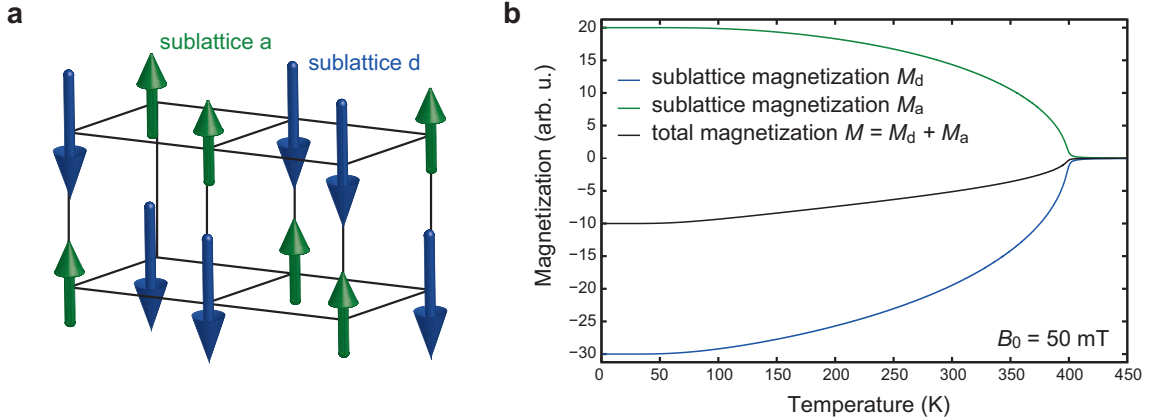 a
sublattice a
sublattice d
b
Magnetization (arb. u.)
20
15
10
5
0
−5
−10
−15
−20
−25
−30
sublattice magnetization Md
sublattice magnetization Ma
total magnetization M = Md + Ma
B0 = 50 mT
0 50 100 150 200 250 300 350 400 450
Temperature (K)